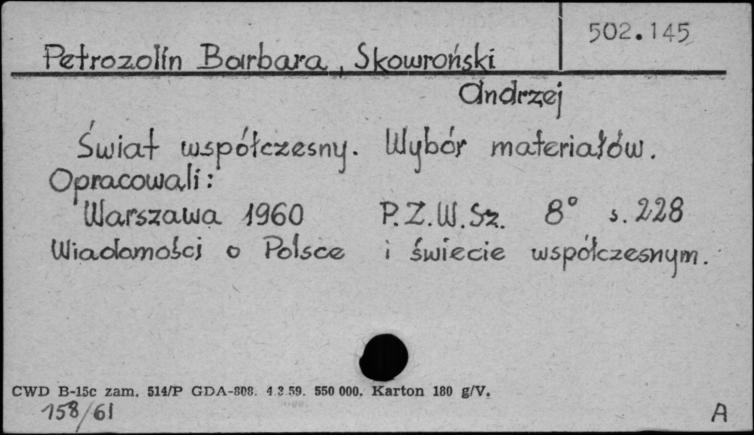 502.145
Petrozolin Barbara, Skowroński
Andrzej
Świat współczesny. Wybór materiałów.
Opracowali:
Warszawa 1960 P.Z.W.Sz. 8° s. 228
Wiadomości o Polsce i świecie współczesnym.
CWD B-15c zam. 514/P GDA-808. 4.3 59. 550 000. Karton 180 g/V.
158/61 A